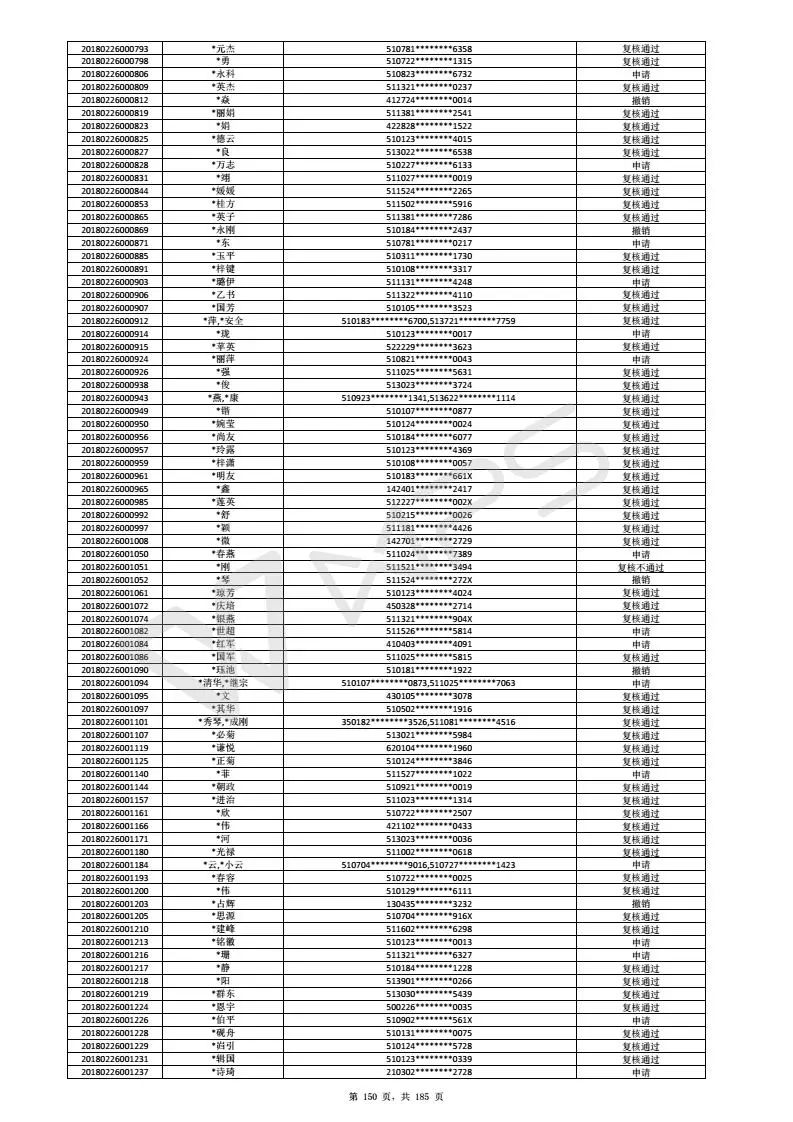 20180226000793 *元杰 510781********6358 复核通过
20180226000798 *勇 510722********1315 复核通过
20180226000806 *永科 510823********6732 申请
20180226000809 *英杰 511321********0237 复核通过
20180226000812 *焱 412724********0014 撤销
20180226000819 *丽娟 511381********2541 复核通过
20180226000823 *娟 422828********1522 复核通过
20180226000825 *德云 510123********4015 复核通过
20180226000827 *良 513022********6538 复核通过
20180226000828 *万志 510227********6133 申请
20180226000831 *翊 511027********0019 复核通过
20180226000844 *媛媛 511524********2265 复核通过
20180226000853 *桂方 511502********5916 复核通过
20180226000865 *英子 511381********7286 复核通过
20180226000869 *永刚 510184********2437 撤销
20180226000871 *东 510781********0217 申请
20180226000885 *玉平 510311********1730 复核通过
20180226000891 *梓键 510108********3317 复核通过
20180226000903 *璐伊 511131********4248 申请
20180226000906 *乙书 511322********4110 复核通过
20180226000907 *国芳 510105********3523 复核通过
20180226000912 *萍,*安全 510183********6700,513721********7759 复核通过
20180226000914 *珑 510123********0017 申请
20180226000915 *苹英 522229********3623 复核通过
20180226000924 *丽萍 510821********0043 申请
20180226000926 *强 511025********5631 复核通过
20180226000938 *俊 513023********3724 复核通过
20180226000943 *燕,*康 510923********1341,513622********1114 复核通过
20180226000949 *锴 510107********0877 复核通过
20180226000950 *婉莹 510124********0024 复核通过
20180226000956 *尚友 510184********6077 复核通过
20180226000957 *玲露 510123********4369 复核通过
20180226000959 *梓潇 510108********0057 复核通过
20180226000961 *明友 510183********661X 复核通过
20180226000965 *鑫 142401********2417 复核通过
20180226000985 *莲英 512227********002X 复核通过
20180226000992 *舒 510215********0026 复核通过
20180226000997 *颖 511181********4426 复核通过
20180226001008 *微 142701********2729 复核通过
20180226001050 *春燕 511024********7389 申请
20180226001051 *刚 511521********3494 复核不通过
20180226001052 *琴 511524********272X 撤销
20180226001061 *琼芳 510123********4024 复核通过
20180226001072 *庆培 450328********2714 复核通过
20180226001074 *银燕 511321********904X 复核通过
20180226001082 *世超 511526********5814 申请
20180226001084 *红军 410403********4091 申请
20180226001086 *国军 511025********5815 复核通过
20180226001090 *珏池 510181********1922 撤销
20180226001094 *清华,*继宗 510107********0873,511025********7063 申请
20180226001095 *文 430105********3078 复核通过
20180226001097 *其华 510502********1916 复核通过
20180226001101 *秀琴,*成刚 350182********3526,511081********4516 复核通过
20180226001107 *必菊 513021********5984 复核通过
20180226001119 *谦悦 620104********1960 复核通过
20180226001125 *正菊 510124********3846 复核通过
20180226001140 *菲 511527********1022 申请
20180226001144 *朝政 510921********0019 复核通过
20180226001157 *进治 511023********1314 复核通过
20180226001161 *欣 510722********2507 复核通过
20180226001166 *伟 421102********0433 复核通过
20180226001171 *河 513023********0036 复核通过
20180226001180 *光禄 511002********0618 复核通过
20180226001184 *云,*小云 510704********9016,510727********1423 申请
20180226001193 *春容 510722********0025 复核通过
20180226001200 *伟 510129********6111 复核通过
20180226001203 *占辉 130435********3232 撤销
20180226001205 *思源 510704********916X 复核通过
20180226001210 *建峰 511602********6298 复核通过
20180226001213 *铭徽 510123********0013 申请
20180226001216 *珊 511321********6327 申请
20180226001217 *静 510184********1228 复核通过
20180226001218 *阳 513901********0266 复核通过
20180226001219 *群东 513030********5439 复核通过
20180226001224 *恩宇 500226********0035 复核通过
20180226001226 *伯平 510902********561X 申请
20180226001228 *砚舟 510131********0075 复核通过
20180226001229 *引 510124********5728 复核通过
20180226001231 *辑国 510123********0339 复核通过
20180226001237 *诗琦 210302********2728 申请
第 150 页, 共 185 页